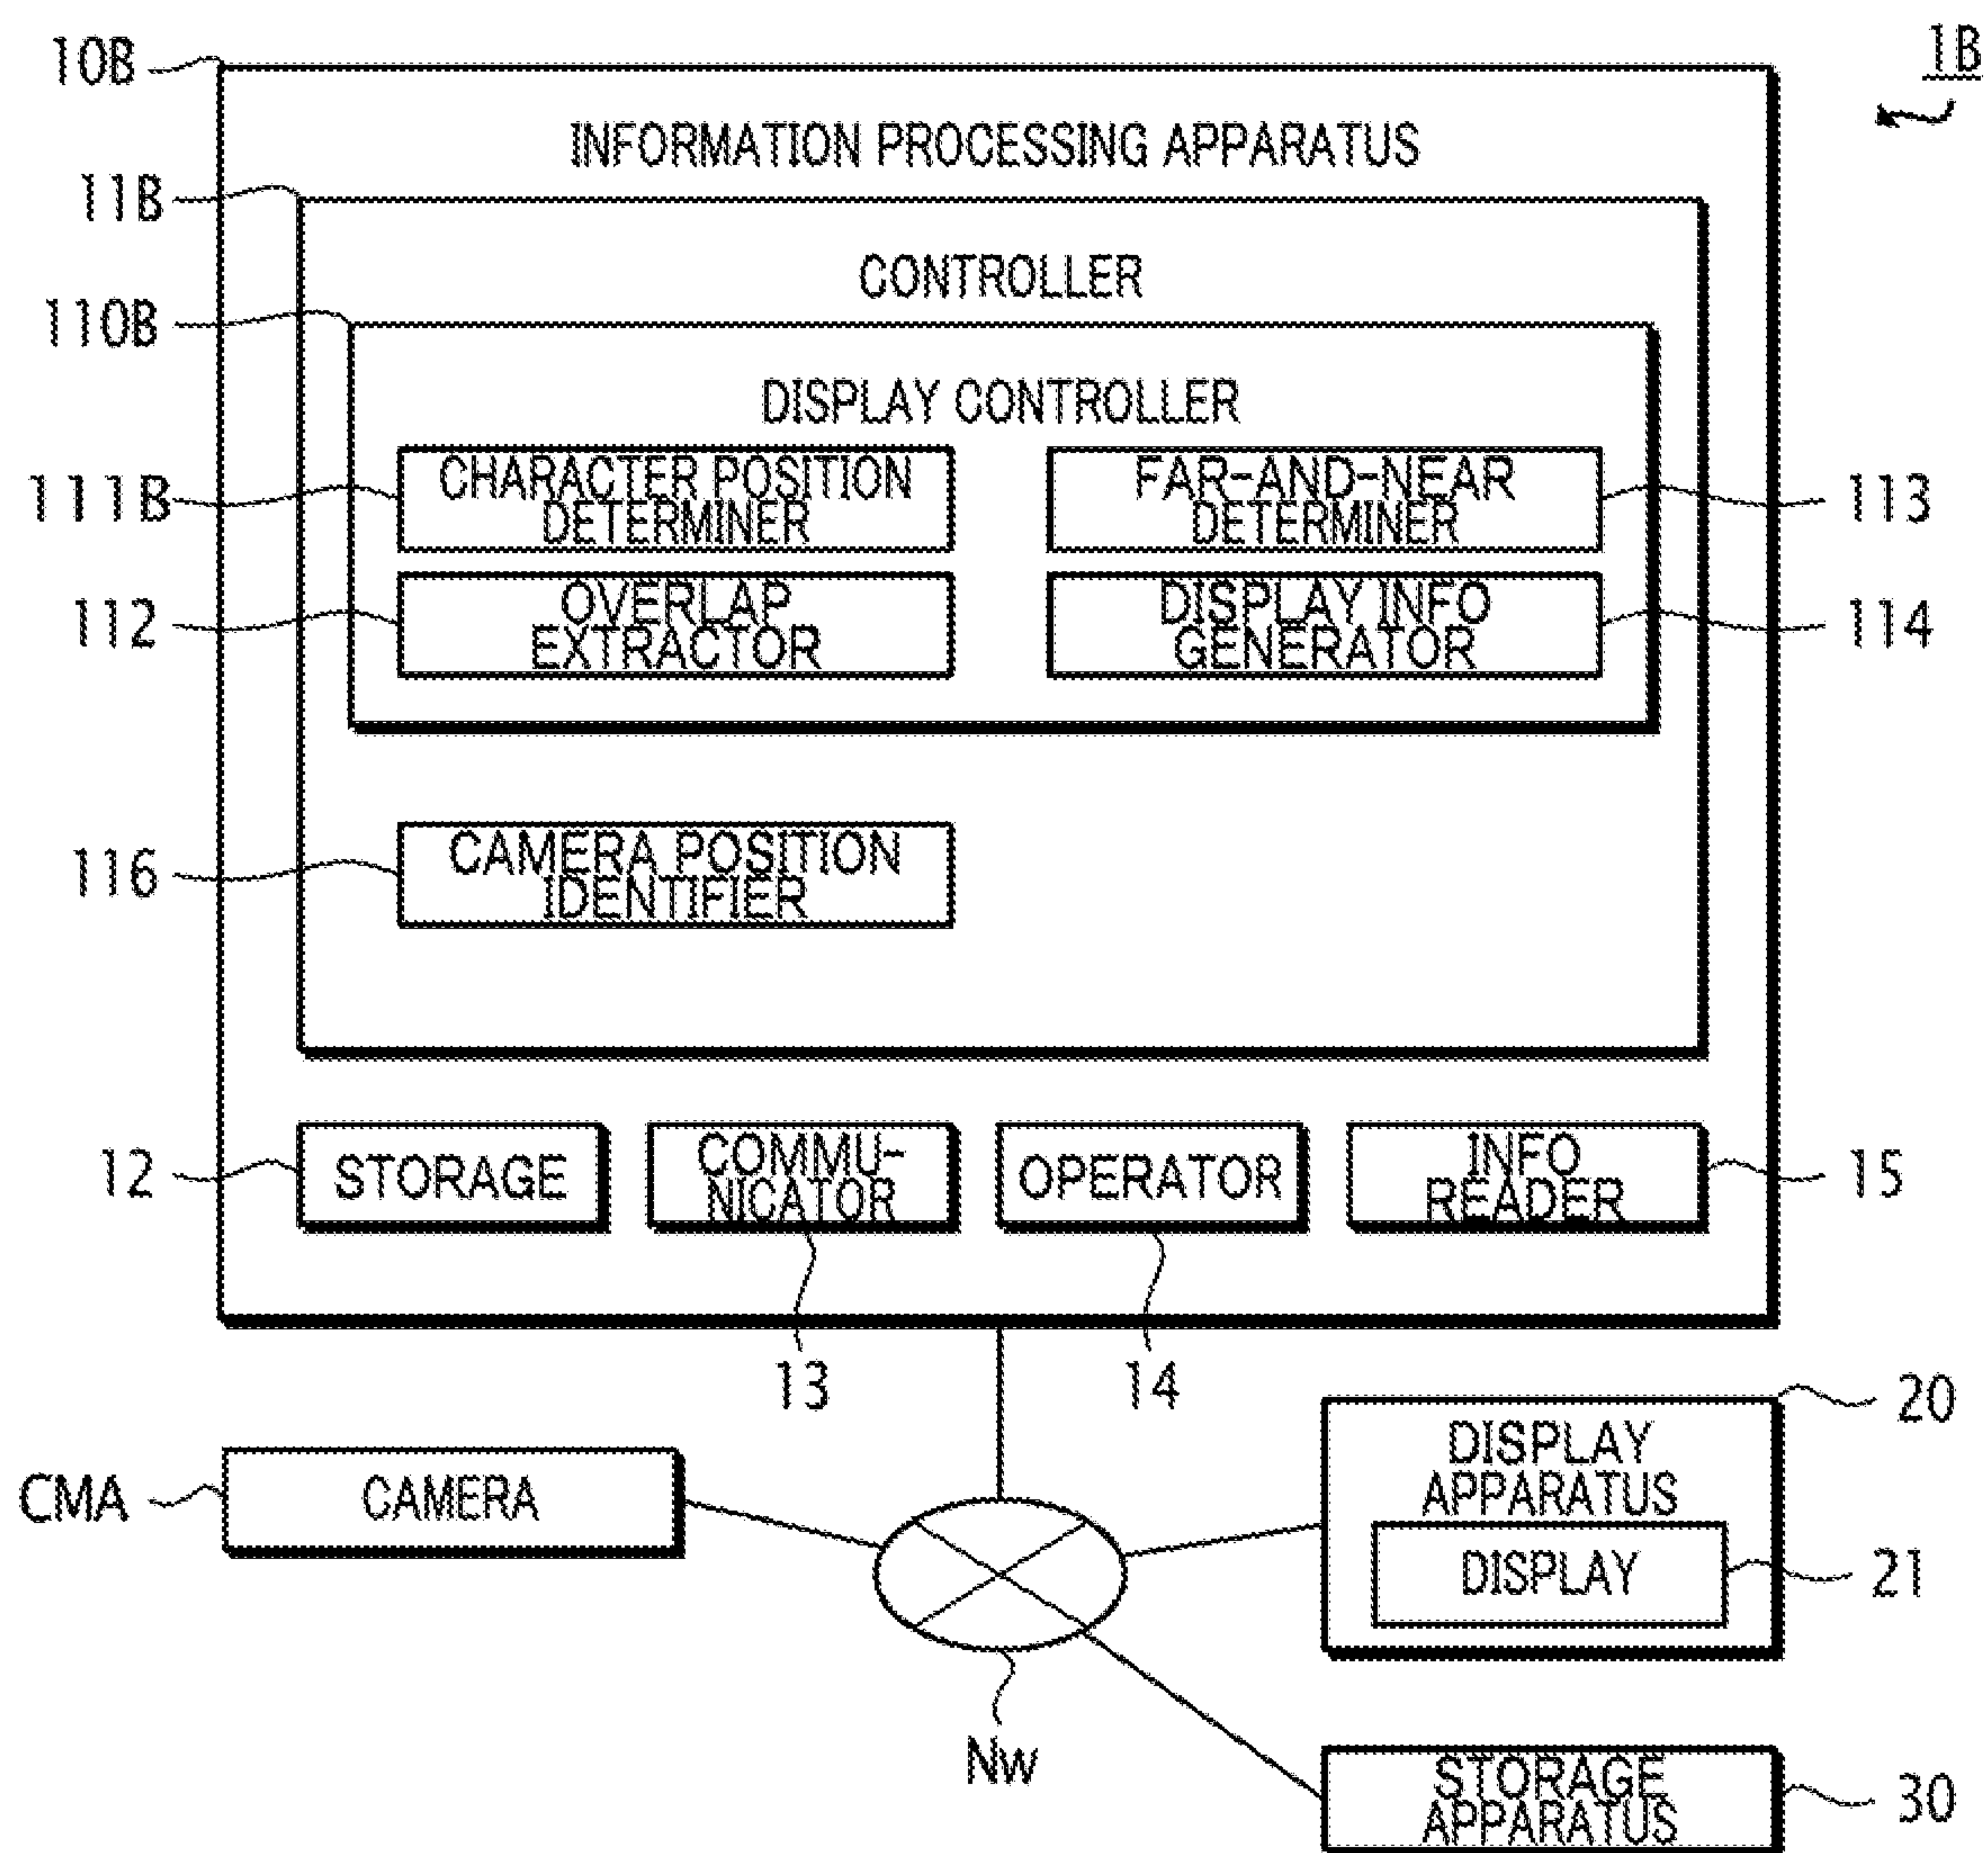 10B
1B
INFORMATION PROCESSING APPARATUS
11B
CONTROLLER
110B
DISPLAY CONTROLLER
111B
CHARACTER POSITION
DETERMINER
FAR-AND-NEAR
DETERMINER
113
112
OVERLAP
EXTRACTOR
DISPLAY INFO
GENERATOR
114
116
CAMERA POSITION
IDENTIFIER
12
STORAGE
COMMU-
NICATOR
OPERATOR
INFO
READER
15
13
14
20
DISPLAY
APPARATUS
CMA
CAMERA
DISPLAY
21
Nw
STORAGE
APPARATUS
30